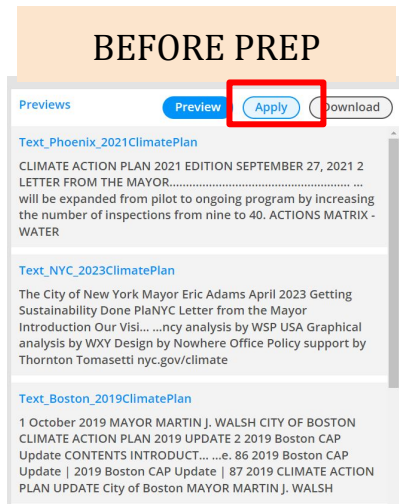 BEFORE PREP
Previews Preview Apply Download
Text_Phoenix_2021ClimatePlan
CLIMATE ACTION PLAN 2021 EDITION SEPTEMBER 27, 2021 2
LETTER FROM THE MAYOR...................................................... ...
will be expanded from pilot to ongoing program by increasing
the number of inspections from nine to 40. ACTIONS MATRIX -
WATER
Text_NYC_2023ClimatePlan
The City of New York Mayor Eric Adams April 2023 Getting
Sustainability Done PlaNYC Letter from the Mayor
Introduction Our Visi... ...ncy analysis by WSP USA Graphical
analysis by WXY Design by Nowhere Office Policy support by
Thornton Tomasetti nyc.gov/climate
Text_Boston_2019ClimatePlan
1 October 2019 MAYOR MARTIN J. WALSH CITY OF BOSTON
CLIMATE ACTION PLAN 2019 UPDATE 2 2019 Boston CAP
Update CONTENTS INTRODUCT... ...e. 86 2019 Boston CAP
Update | 2019 Boston CAP Update | 87 2019 CLIMATE ACTION
PLAN UPDATE City of Boston MAYOR MARTIN J. WALSH